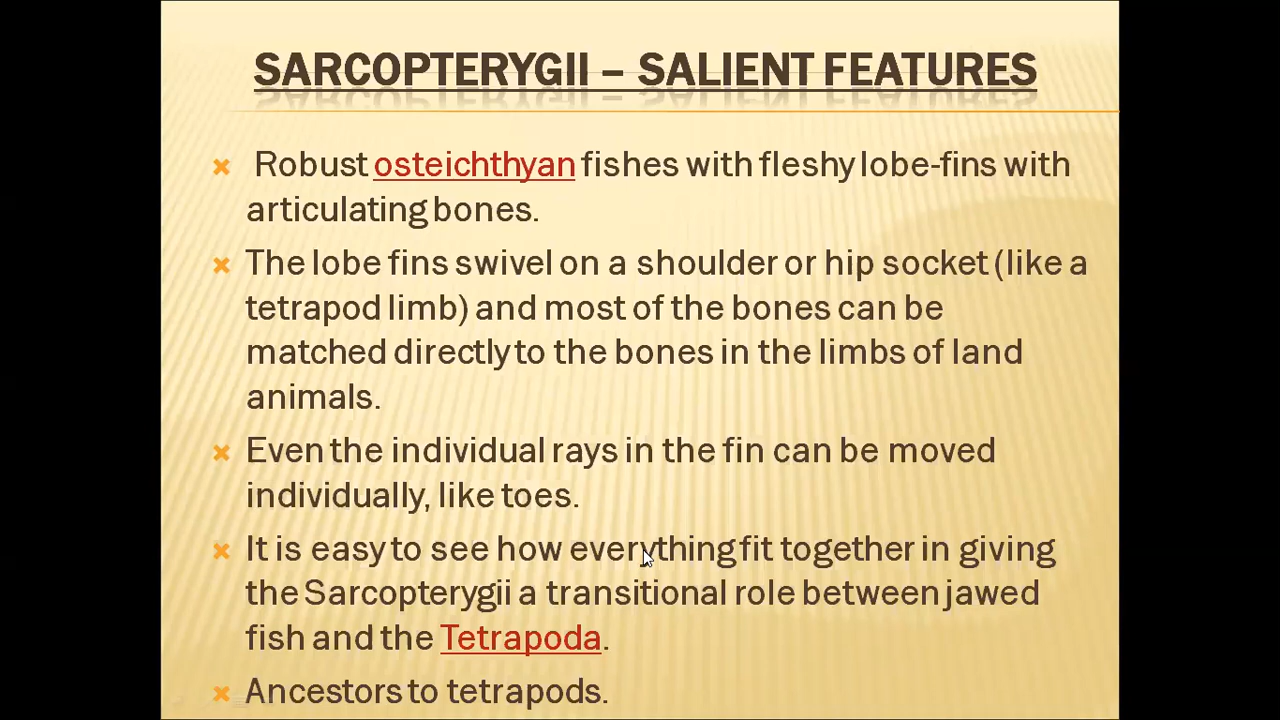 SARCOPTERYGII – SALIENT FEATURES
Robust osteichthyan fishes with fleshy lobe-fins with
articulating bones.
The lobe fins swivel on a shoulder or hip socket (like a
tetrapod limb) and most of the bones can be
matched directly to the bones in the limbs of land
animals.
Even the individual rays in the fin can be moved
individually, like toes.
It is easy to see how everything fit together in giving
the Sarcopterygii a transitional role between jawed
fish and the Tetrapoda.
Ancestors to tetrapods.